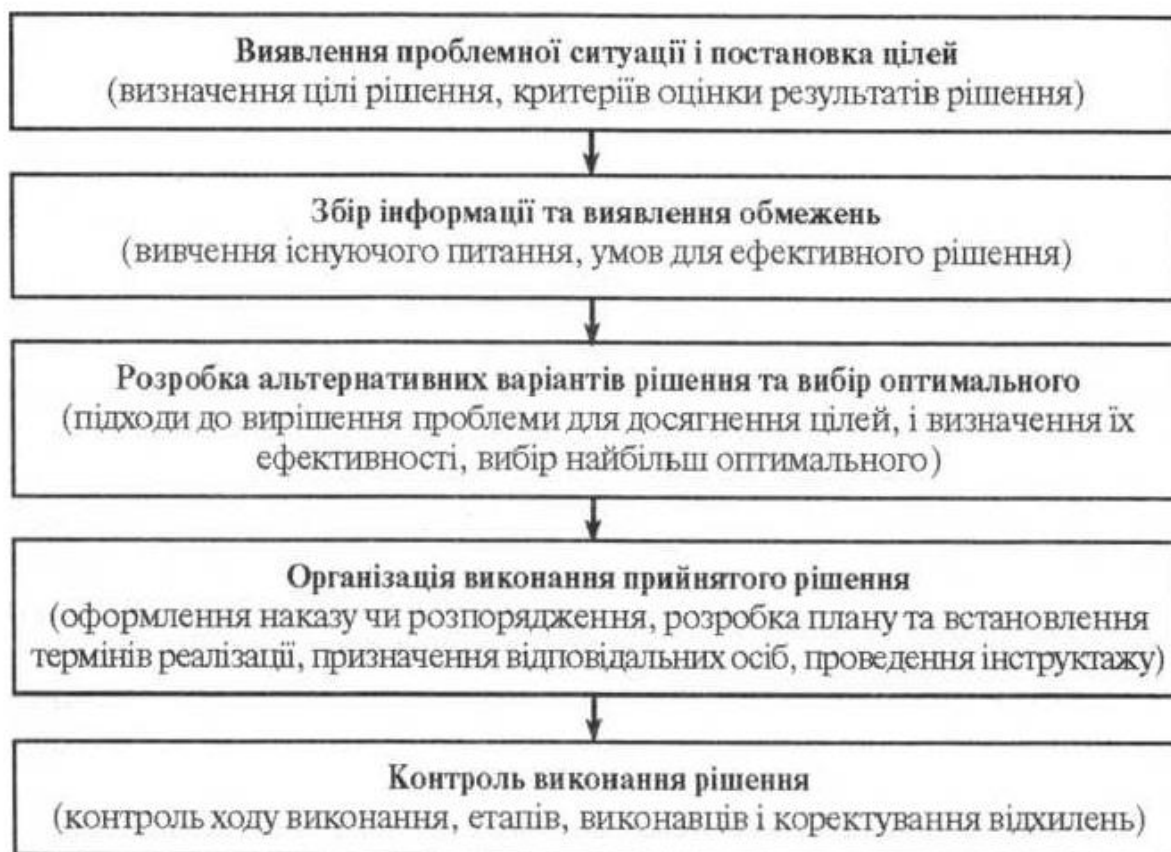 Виявлення проблемної ситуації і постановка цілей
(визначення цілі рішення, критеріїв оцінки результатів рішення)
Збір інформації та виявлення обмежень
(вивчення існуючого питання, умов для ефективного рішення)
Розробка альтернативних варіантів рішення та вибір оптимального
(підходи до вирішення проблеми для досягнення цілей, і визначення їх
ефективності, вибір найбільш оптимального)
Організація виконання прийнятого рішення
(оформлення наказу чи розпорядження, розробка плану та встановлення
термінів реалізації, призначення відповідальних осіб, проведення інструктажу)
Контроль виконання рішення
(контроль ходу виконання, етапів, виконавців і коректування відхилень)